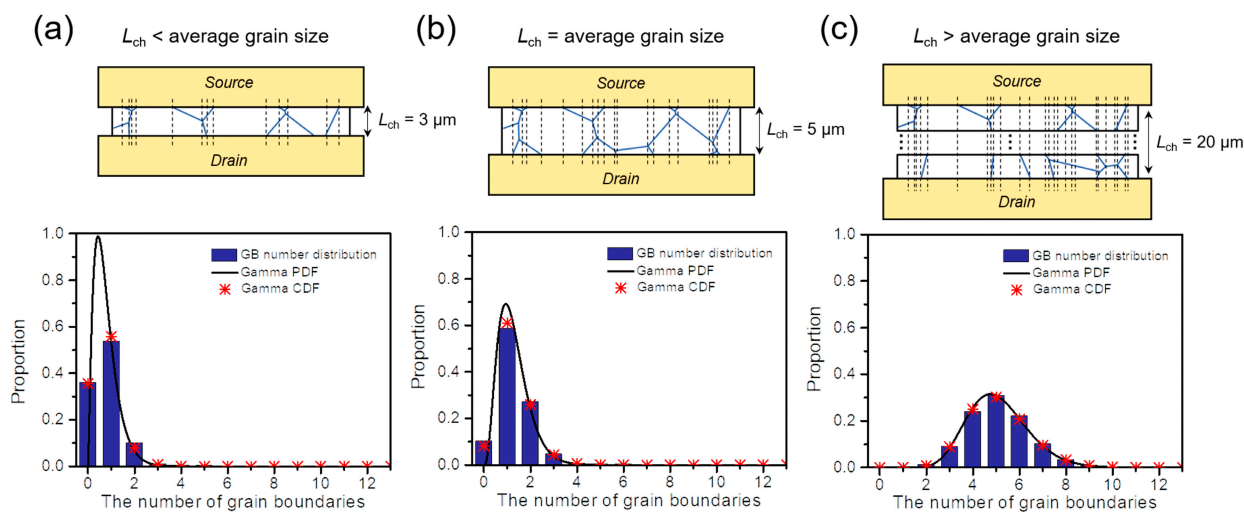 (a)
L_ch < average grain size
Source
Drain
L_ch = 3 µm
Proportion
1.0
0.8
0.6
0.4
0.2
0.0
GB number distribution
Gamma PDF
Gamma CDF
0 2 4 6 8 10 12
The number of grain boundaries
(b)
L_ch = average grain size
Source
Drain
L_ch = 5 µm
Proportion
1.0
0.8
0.6
0.4
0.2
0.0
GB number distribution
Gamma PDF
Gamma CDF
0 2 4 6 8 10 12
The number of grain boundaries
(c)
L_ch > average grain size
Source
Drain
L_ch = 20 µm
Proportion
1.0
0.8
0.6
0.4
0.2
0.0
GB number distribution
Gamma PDF
Gamma CDF
0 2 4 6 8 10 12
The number of grain boundaries